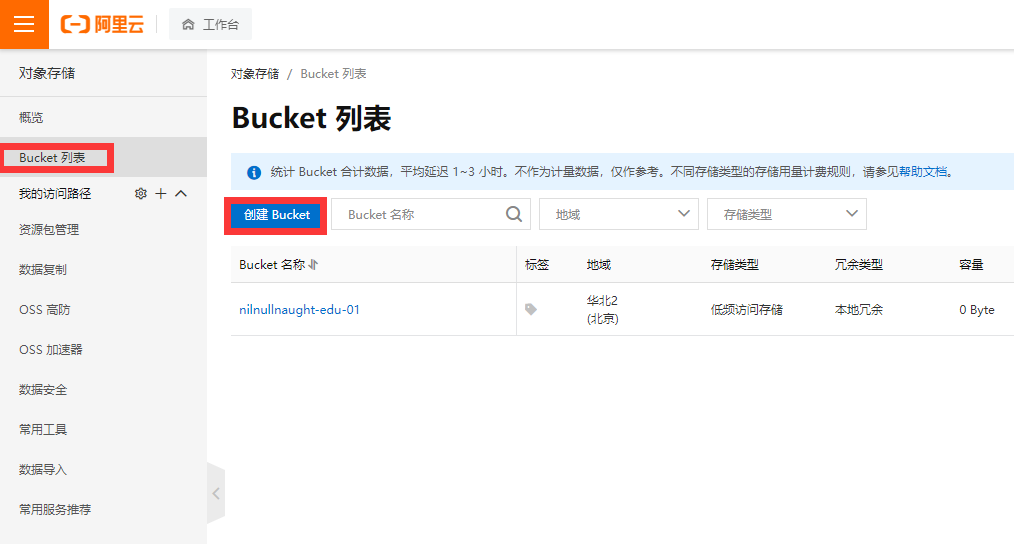 阿里云
工作台
对象存储
概览
Bucket 列表
我的访问路径
资源包管理
数据复制
OSS 高防
OSS 加速器
数据安全
常用工具
数据导入
常用服务推荐
对象存储 / Bucket 列表
Bucket 列表
统计 Bucket 合计数据，平均延迟 1~3 小时。不作为计量数据，仅作参考。不同存储类型的存储用量计费规则，请参见帮助文档。
创建 Bucket Bucket 名称 地域 存储类型
Bucket 名称 标签 地域 存储类型 冗余类型 容量
nilnullnaught-edu-01 华北2
(北京) 低频访问存储 本地冗余 0 Byte